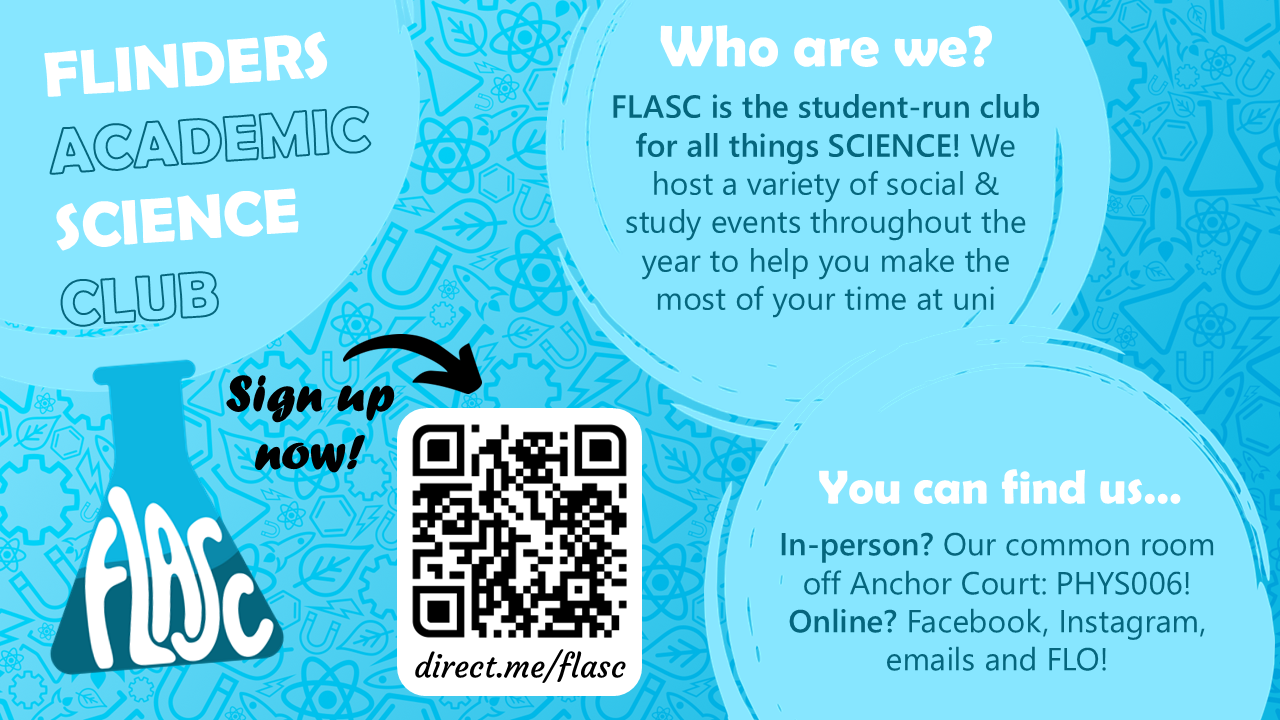 FLINDERS
ACADEMIC
SCIENCE
CLUB
Who are we?
FLASC is the student-run club
for all things SCIENCE! We
host a variety of social &
study events throughout the
year to help you make the
most of your time at uni
Sign up
now!
FLASC
direct.me/flasc
You can find us...
In-person? Our common room
off Anchor Court: PHYS006!
Online? Facebook, Instagram,
emails and FLO!